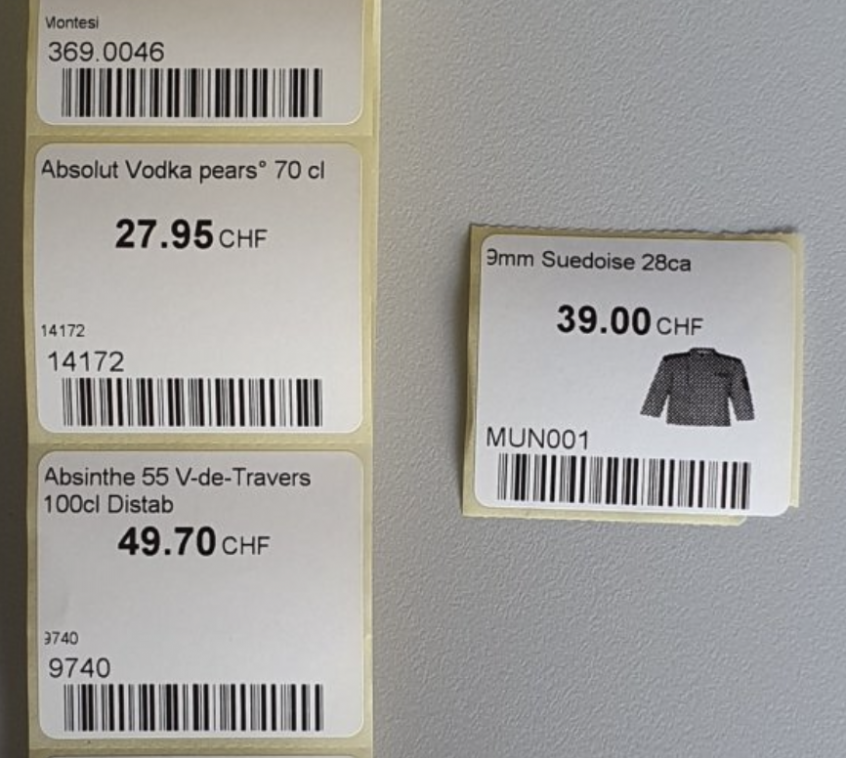 Montesi
369.0046
Absolut Vodka pears° 70 cl
27.95 CHF
14172
14172
Absinthe 55 V-de-Travers
100cl Distab
49.70 CHF
9740
9740
9mm Suedoise 28ca
39.00 CHF
MUN001